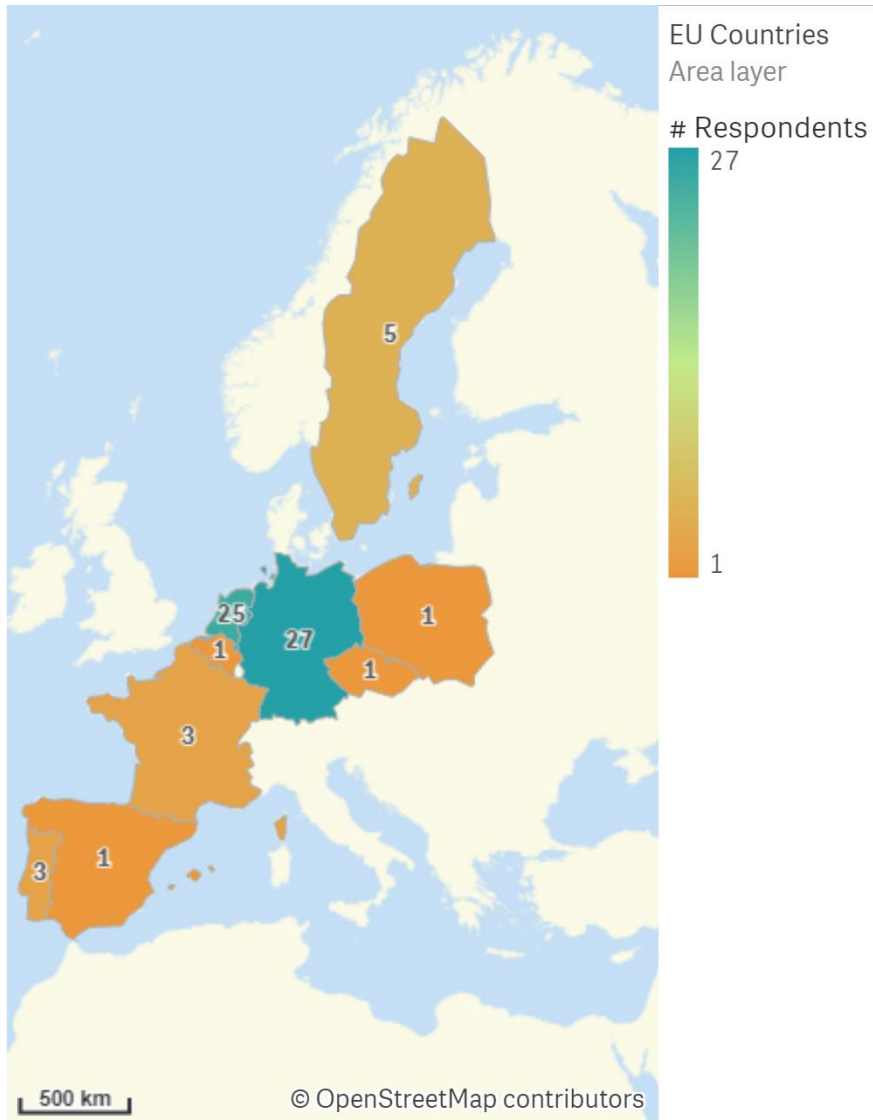 EU Countries
Area layer
# Respondents
27
1
5
25
27
1
1
1
3
3
1
500 km
© OpenStreetMap contributors